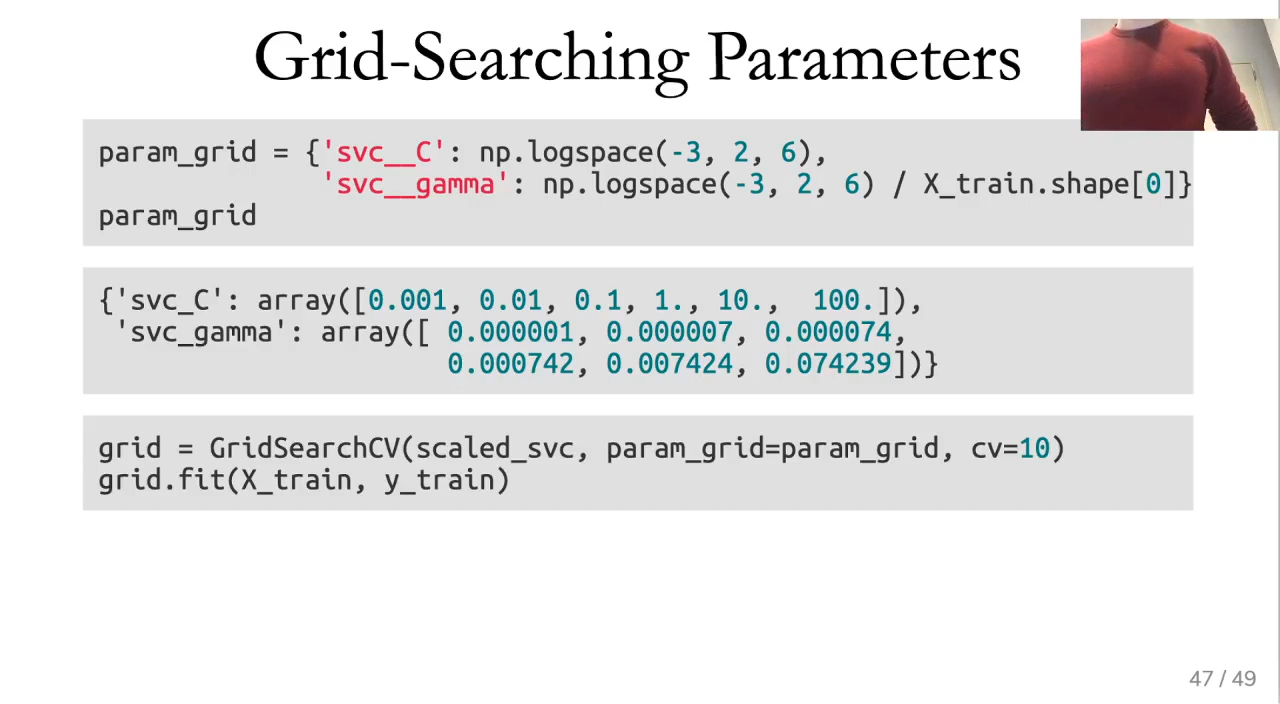 Grid-Searching Parameters
param_grid = {'svc__C': np.logspace(-3, 2, 6),
'svc__gamma': np.logspace(-3, 2, 6) / X_train.shape[0]}
param_grid
{'svc_C': array([0.001, 0.01, 0.1, 1., 10., 100.]),
'svc_gamma': array([ 0.000001, 0.000007, 0.000074,
0.000742, 0.007424, 0.074239])}
grid = GridSearchCV(scaled_svc, param_grid=param_grid, cv=10)
grid.fit(X_train, y_train)
47 / 49